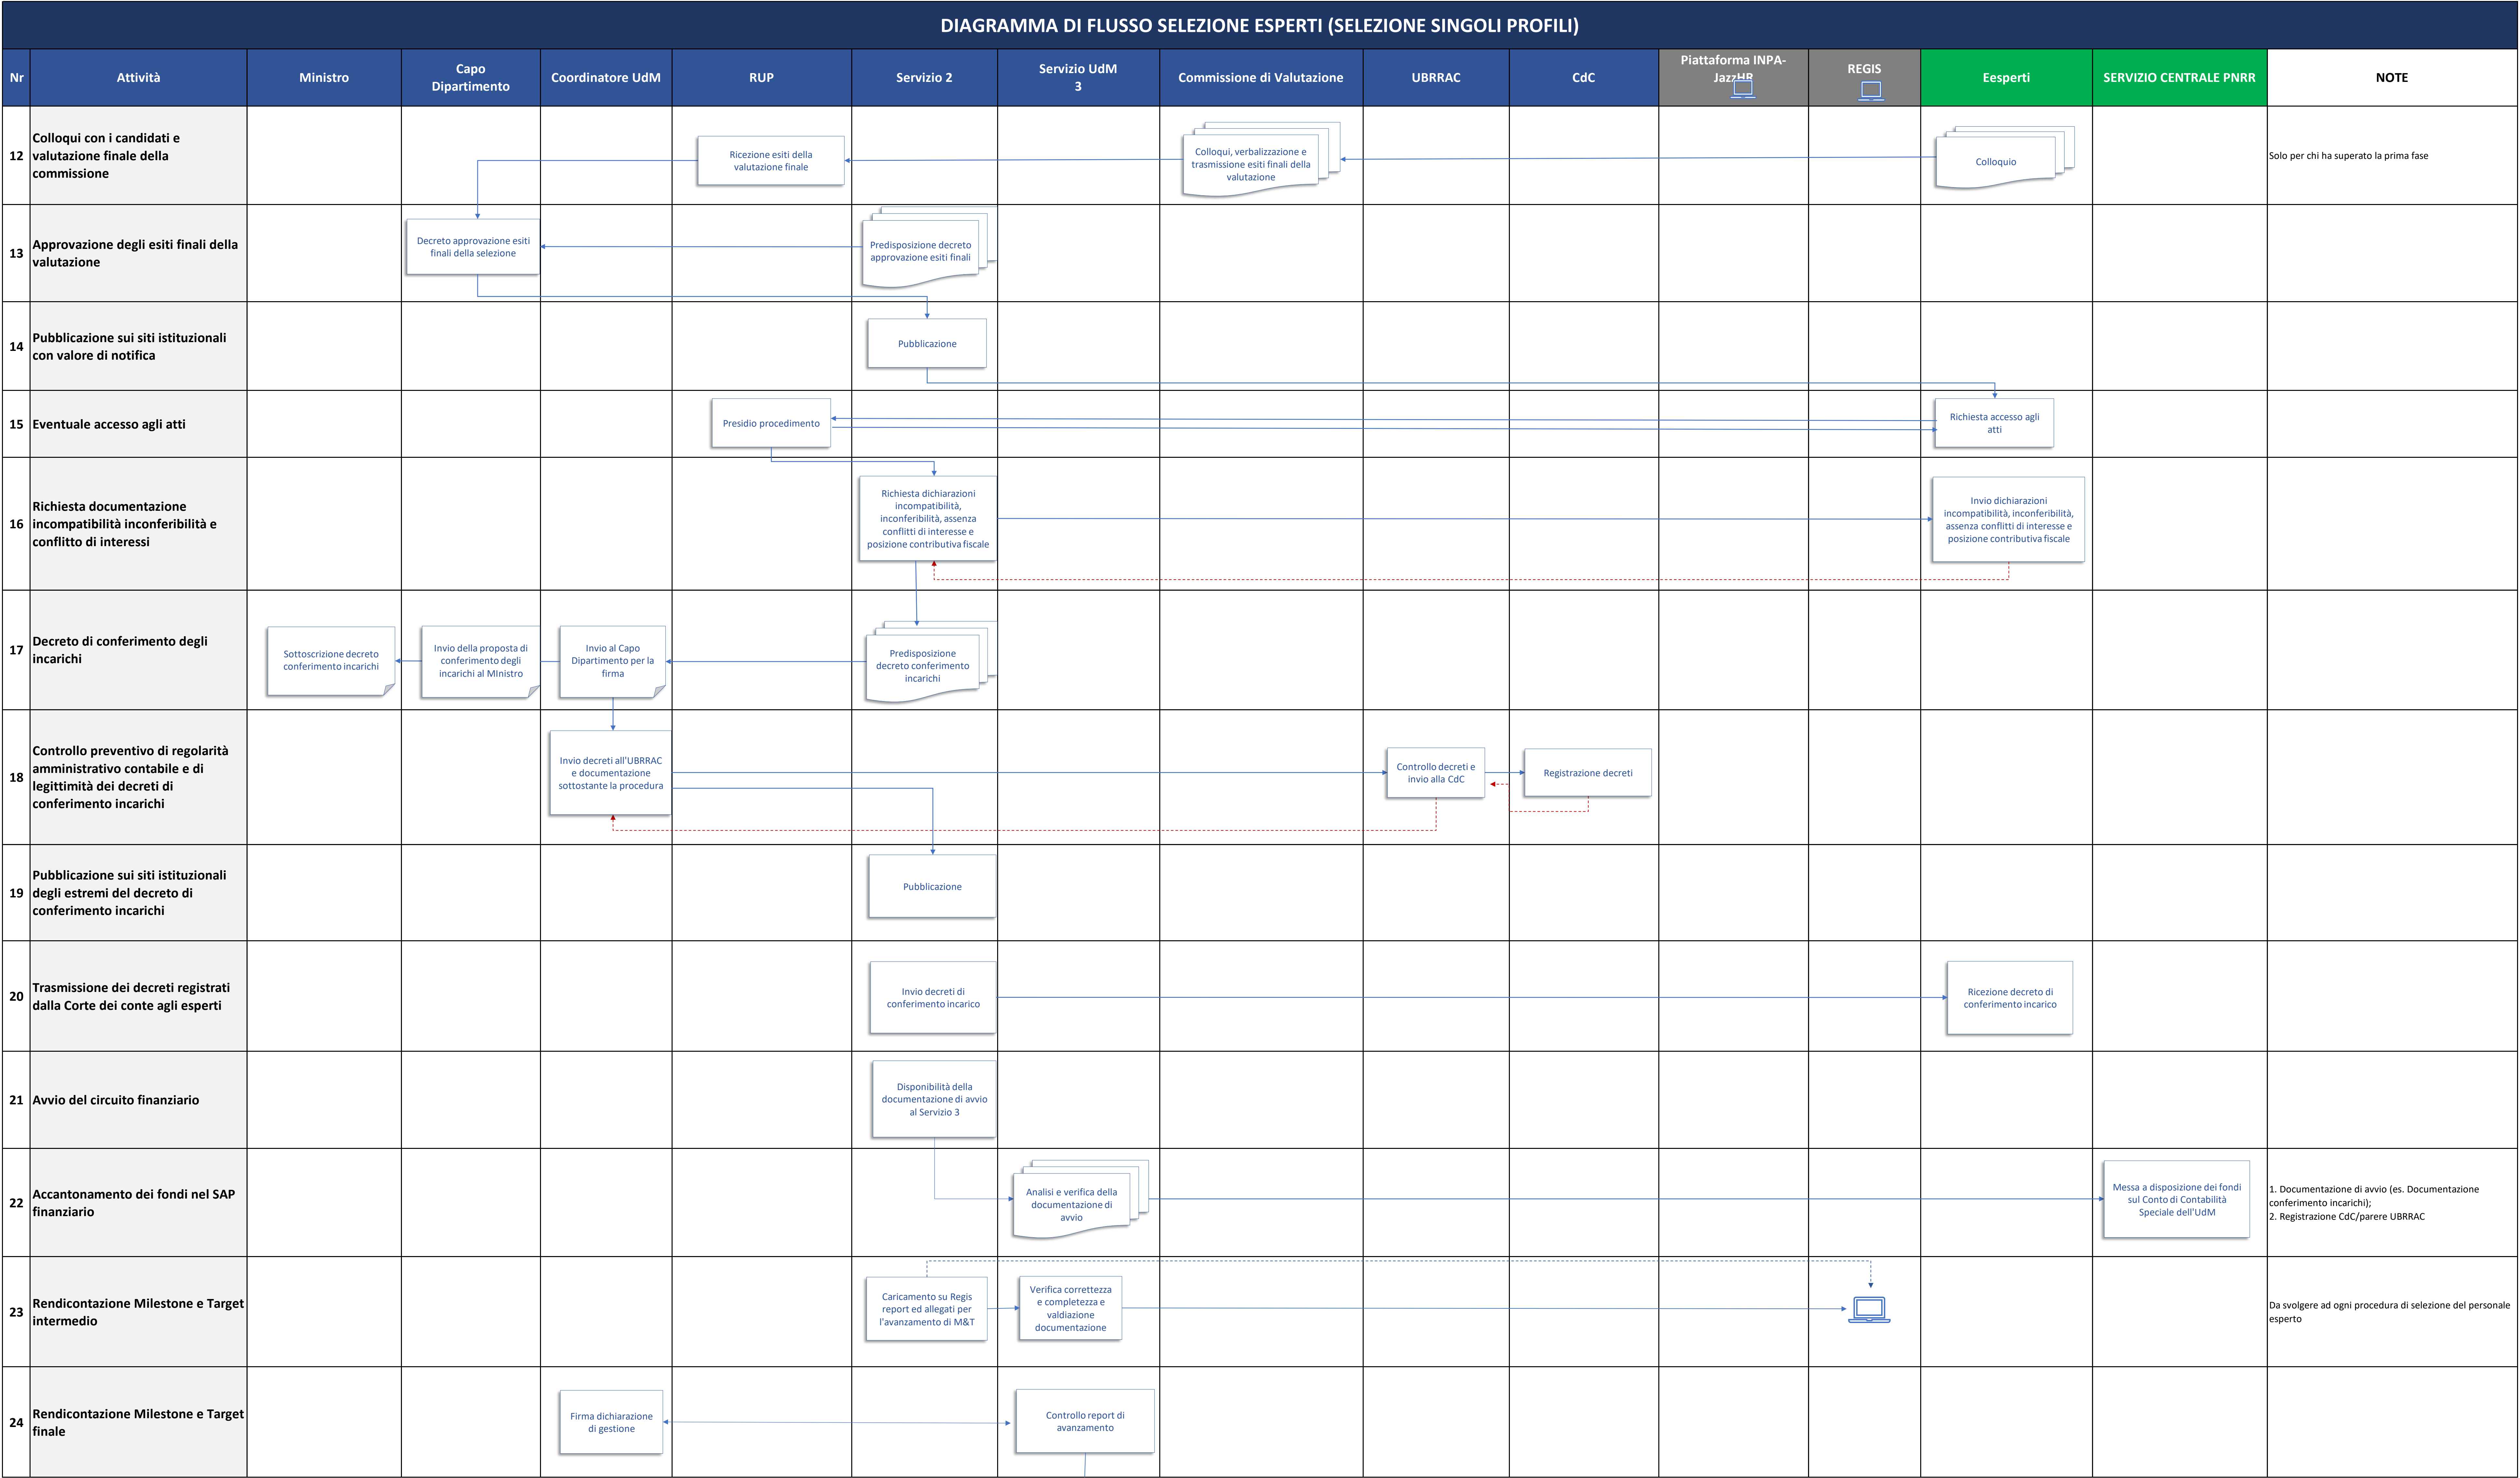 DIAGRAMMA DI FLUSSO SELEZIONE ESPERTI (SELEZIONE SINGOLI PROFILI)
Nr
Attività
Ministro
Capo
Dipartimento
Coordinatore UdM
RUP
Servizio 2
Servizio UdM
3
Commissione di Valutazione
UBRRAC
CdC
Piattaforma INPA-
JazzHR
REGIS
Eesperti
SERVIZIO CENTRALE PNRR
NOTE
12
Colloqui con i candidati e
valutazione finale della
commissione
Ricezione esiti della
valutazione finale
Colloqui, verbalizzazione e
trasmissione esiti finali della
valutazione
Colloquio
Solo per chi ha superato la prima fase
13
Approvazione degli esiti finali della
valutazione
Decreto approvazione esiti
finali della selezione
Predisposizione decreto
approvazione esiti finali
14
Pubblicazione sui siti istituzionali
con valore di notifica
Pubblicazione
15
Eventuale accesso agli atti
Presidio procedimento
Richiesta accesso agli
atti
16
Richiesta documentazione
incompatibilità inconferibilità e
conflitto di interessi
Richiesta dichiarazioni
incompatibilità,
inconferibilità, assenza
conflitti di interesse e
posizione contributiva fiscale
Invio dichiarazioni
incompatibilità, inconferibilità,
assenza conflitti di interesse e
posizione contributiva fiscale
17
Decreto di conferimento degli
incarichi
Sottoscrizione decreto
conferimento incarichi
Invio della proposta di
conferimento degli
incarichi al MInistro
Invio al Capo
Dipartimento per la
firma
Predisposizione
decreto conferimento
incarichi
18
Controllo preventivo di regolarità
amministrativo contabile e di
legittimità dei decreti di
conferimento incarichi
Invio decreti all'UBRRAC
e documentazione
sottostante la procedura
Controllo decreti e
invio alla CdC
Registrazione decreti
19
Pubblicazione sui siti istituzionali
degli estremi del decreto di
conferimento incarichi
Pubblicazione
20
Trasmissione dei decreti registrati
dalla Corte dei conte agli esperti
Invio decreti di
conferimento incarico
Ricezione decreto di
conferimento incarico
21
Avvio del circuito finanziario
Disponibilità della
documentazione di avvio
al Servizio 3
22
Accantonamento dei fondi nel SAP
finanziario
Analisi e verifica della
documentazione di
avvio
Messa a disposizione dei fondi
sul Conto di Contabilità
Speciale dell'UdM
1. Documentazione di avvio (es. Documentazione
conferimento incarichi);
2. Registrazione CdC/parere UBRRAC
23
Rendicontazione Milestone e Target
intermedio
Caricamento su Regis
report ed allegati per
l'avanzamento di M&T
Verifica correttezza
e completezza e
valdiazione
documentazione
Da svolgere ad ogni procedura di selezione del personale
esperto
24
Rendicontazione Milestone e Target
finale
Firma dichiarazione
di gestione
Controllo report di
avanzamento